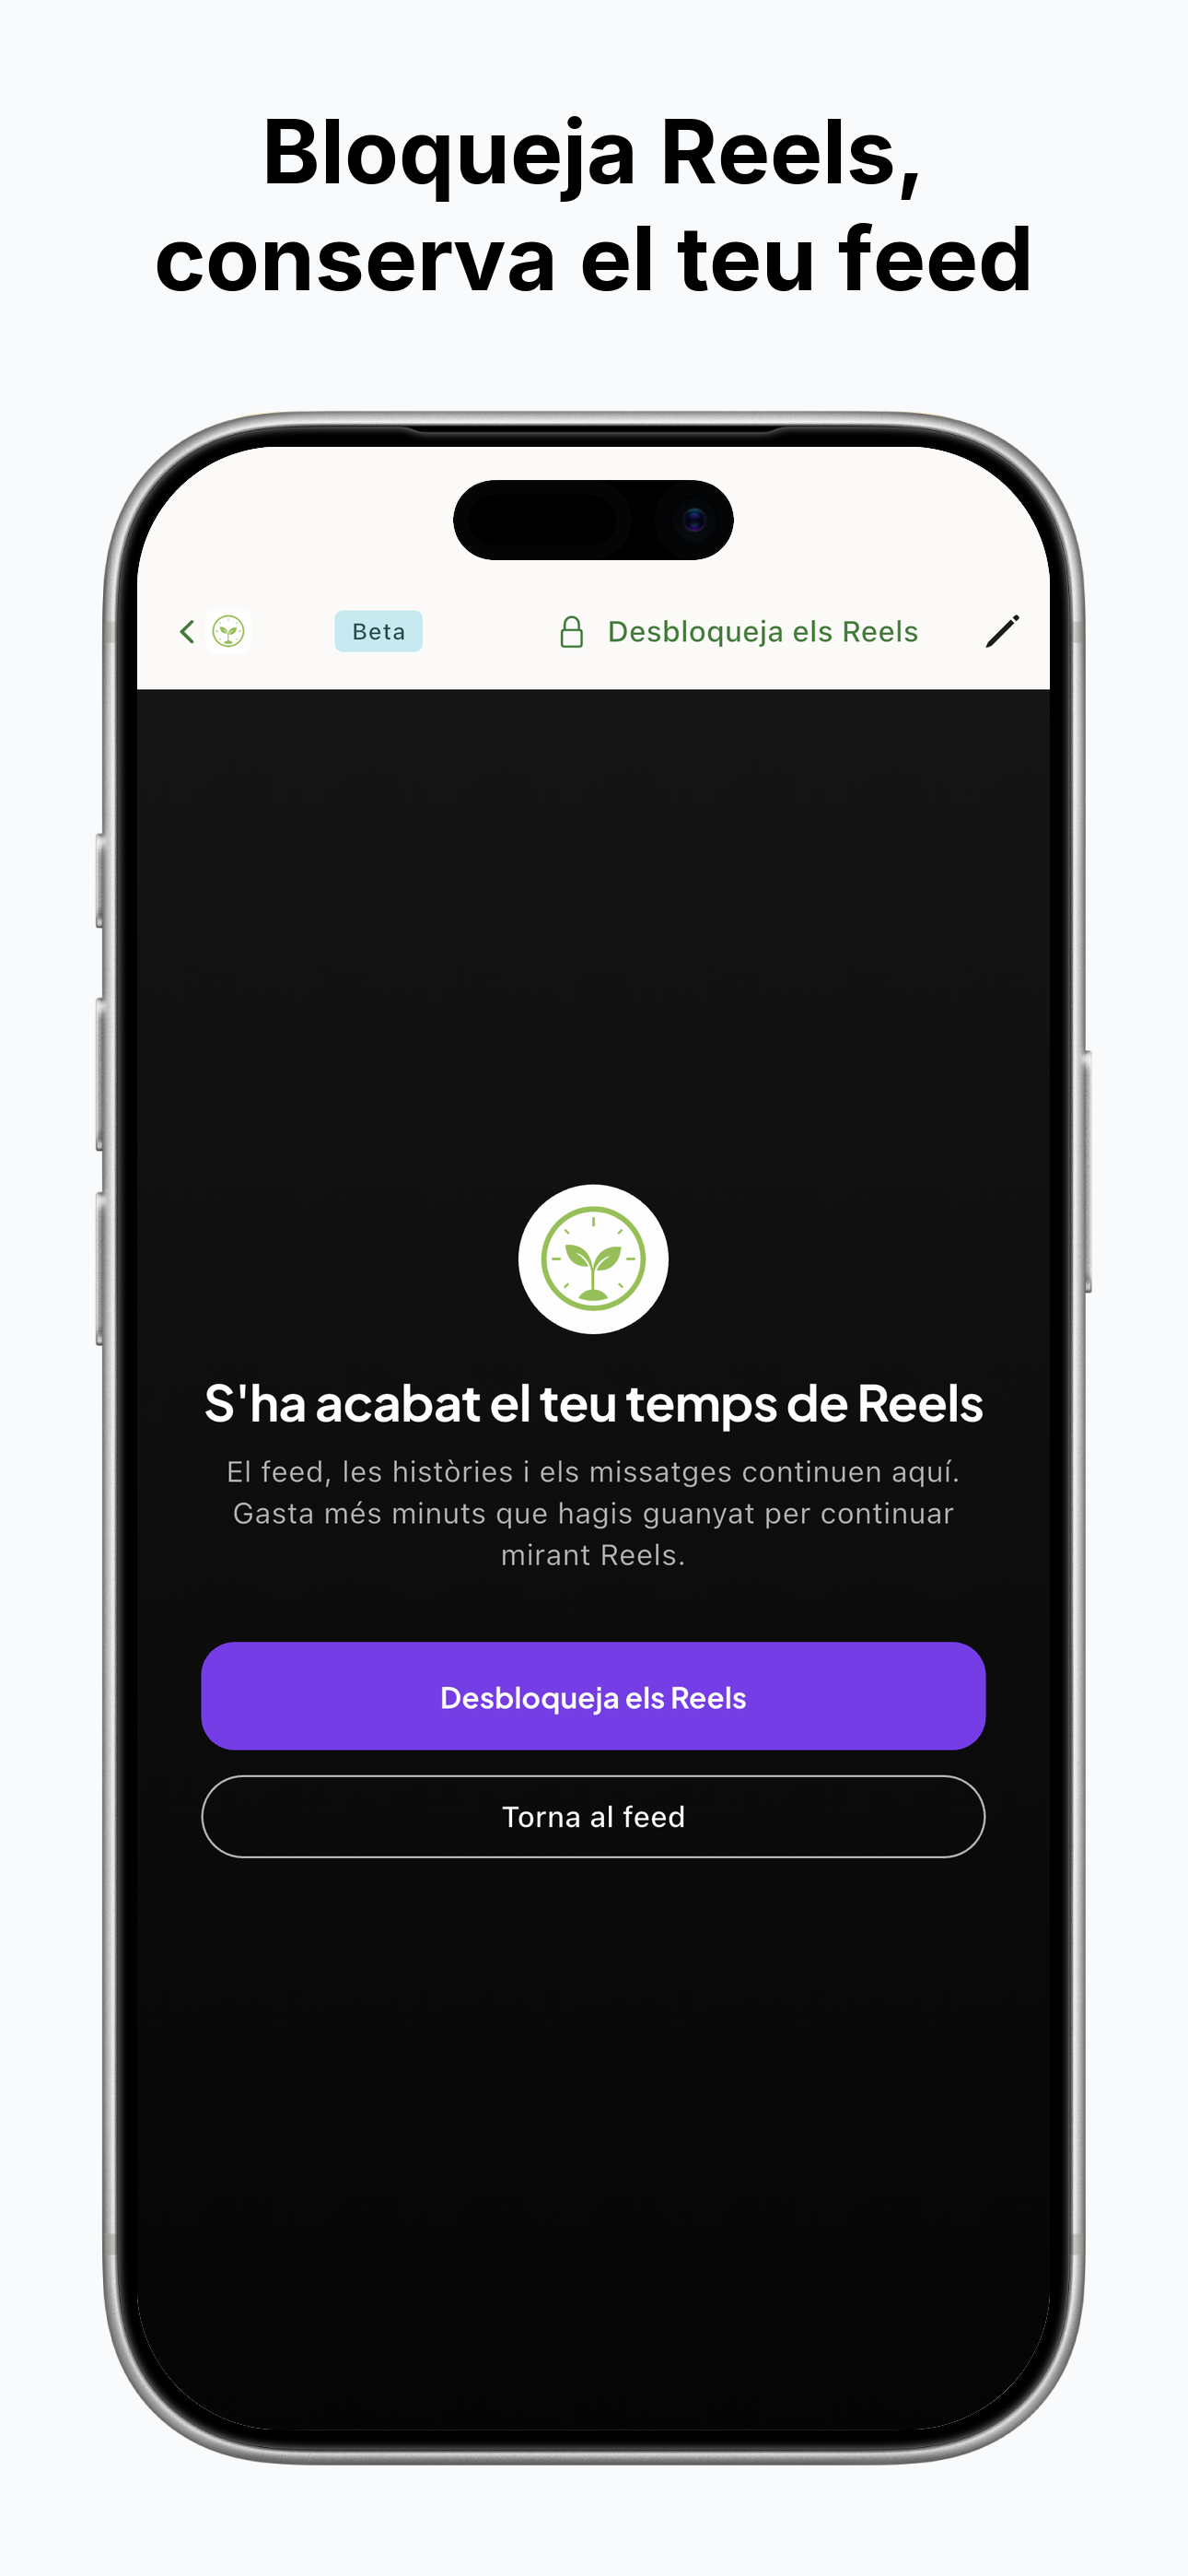 Bloqueja Reels,
conserva el teu feed
Beta
Desbloqueja els Reels
S'ha acabat el teu temps de Reels
El feed, les històries i els missatges continuen aquí.
Gasta més minuts que hagis guanyat per continuar
mirant Reels.
Desbloqueja els Reels
Torna al feed